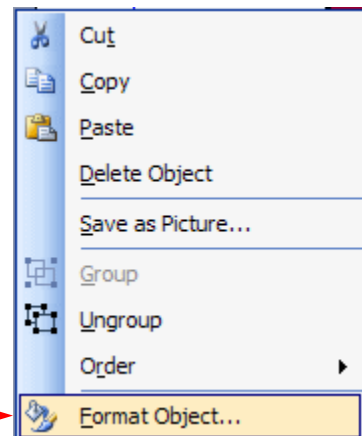 Cut
Copy
Paste
Delete Object
Save as Picture...
Group
Ungroup
Order
Format Object...